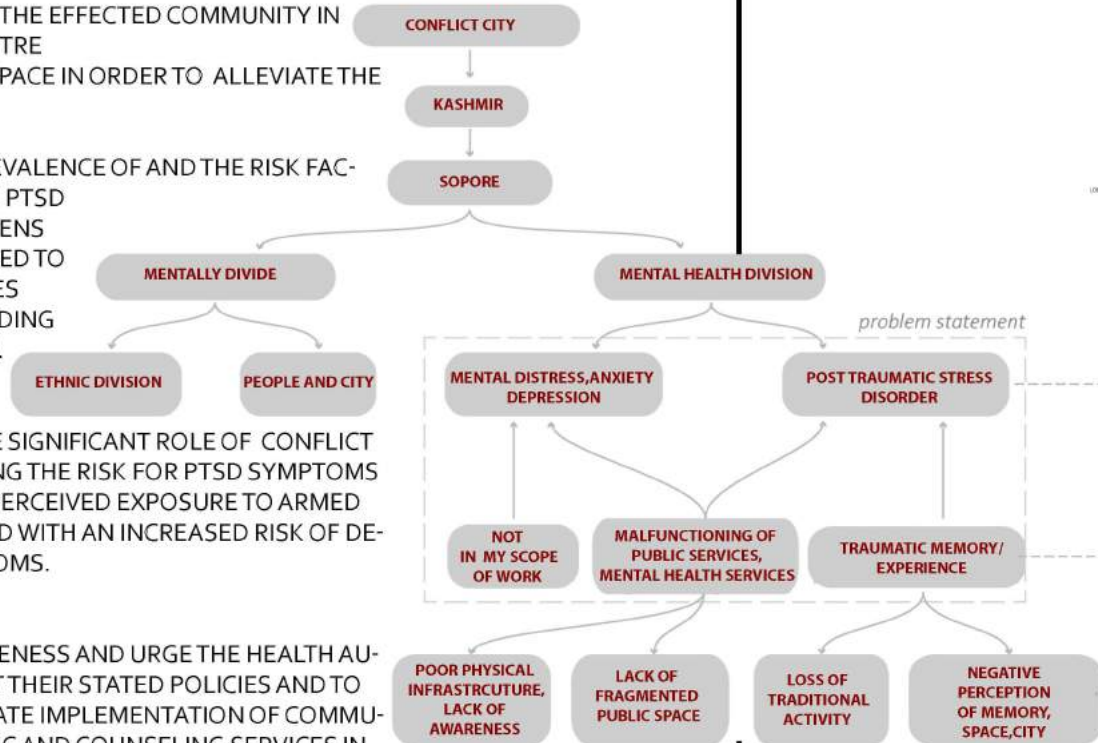 THE EFFECTED COMMUNITY IN
TRE
PACE IN ORDER TO ALLEVIATE THE
EVALENCE OF AND THE RISK FAC-
PTSD
ENS
ED TO
ES
DING
E SIGNIFICANT ROLE OF CONFLICT
NG THE RISK FOR PTSD SYMPTOMS
ERCEIVED EXPOSURE TO ARMED
D WITH AN INCREASED RISK OF DE-
OMS.
ENESS AND URGE THE HEALTH AU-
T THEIR STATED POLICIES AND TO
ATE IMPLEMENTATION OF COMMU-
C AND COUNSELING SERVICES IN
CONFLICT CITY
KASHMIR
SOPORE
MENTALLY DIVIDE
MENTAL HEALTH DIVISION
problem statement
ETHNIC DIVISION
PEOPLE AND CITY
MENTAL DISTRESS,ANXIETY
DEPRESSION
POST TRAUMATIC STRESS
DISORDER
NOT
IN MY SCOPE
OF WORK
MALFUNCTIONING OF
PUBLIC SERVICES,
MENTAL HEALTH SERVICES
TRAUMATIC MEMORY/
EXPERIENCE
POOR PHYSICAL
INFRASTRCUTURE,
LACK OF
AWARENESS
LACK OF
FRAGMENTED
PUBLIC SPACE
LOSS OF
TRADITIONAL
ACTIVITY
NEGATIVE
PERCEPTION
OF MEMORY,
SPACE,CITY